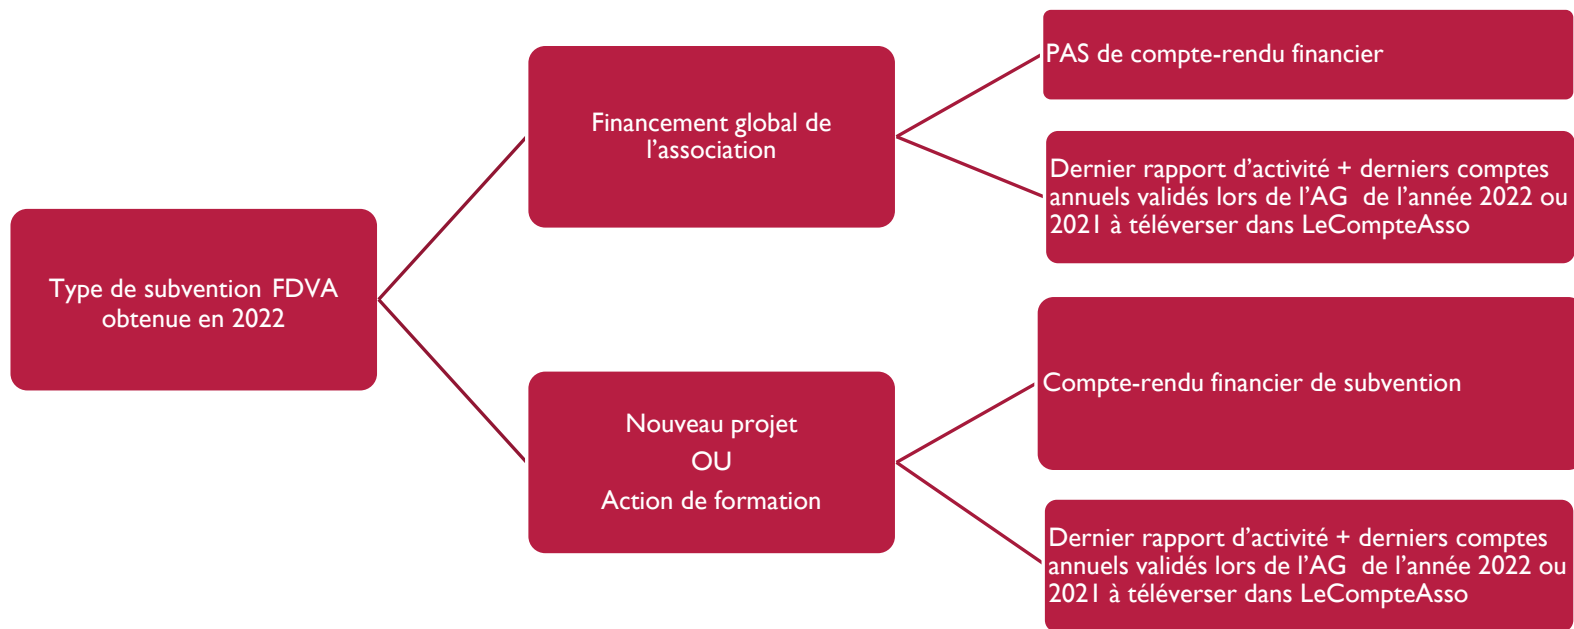 Type de subvention FDVA
obtenue en 2022
Financement global de
l’association
PAS de compte-rendu financier
Dernier rapport d’activité + derniers comptes
annuels validés lors de l’AG de l’année 2022 ou
2021 à téléverser dans LeCompteAsso
Nouveau projet
OU
Action de formation
Compte-rendu financier de subvention
Dernier rapport d’activité + derniers comptes
annuels validés lors de l’AG de l’année 2022 ou
2021 à téléverser dans LeCompteAsso